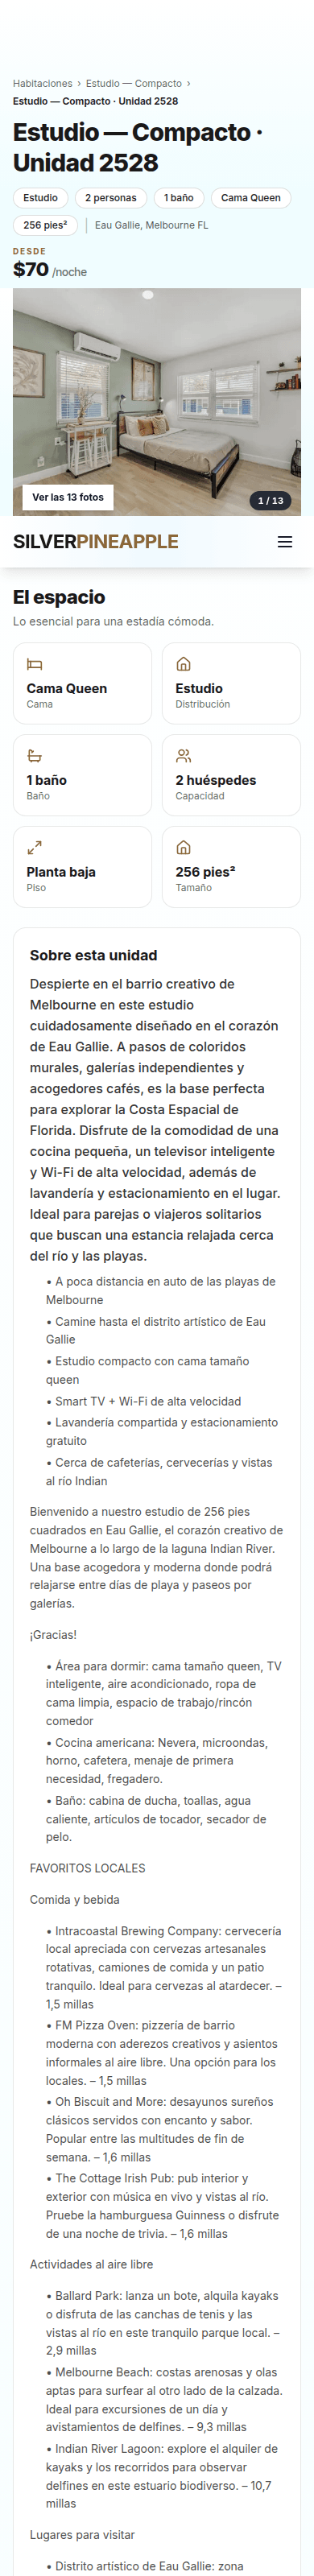 Habitaciones › Estudio — Compacto ›
Estudio — Compacto · Unidad 2528
Estudio — Compacto ·
Unidad 2528
Estudio
2 personas
1 baño
Cama Queen
256 pies²
Eau Gallie, Melbourne FL
DESDE
$70 /noche
Ver las 13 fotos
1 / 13
SILVERPINEAPPLE
El espacio
Lo esencial para una estadía cómoda.
Cama Queen
Cama
Estudio
Distribución
1 baño
Baño
2 huéspedes
Capacidad
Planta baja
Piso
256 pies²
Tamaño
Sobre esta unidad
Despierte en el barrio creativo de
Melbourne en este estudio
cuidadosamente diseñado en el corazón
de Eau Gallie. A pasos de coloridos
murales, galerías independientes y
acogedores cafés, es la base perfecta
para explorar la Costa Espacial de
Florida. Disfrute de la comodidad de una
cocina pequeña, un televisor inteligente
y Wi-Fi de alta velocidad, además de
lavandería y estacionamiento en el lugar.
Ideal para parejas o viajeros solitarios
que buscan una estancia relajada cerca
del río y las playas.
• A poca distancia en auto de las playas de
Melbourne
• Camine hasta el distrito artístico de Eau
Gallie
• Estudio compacto con cama tamaño
queen
• Smart TV + Wi-Fi de alta velocidad
• Lavandería compartida y estacionamiento
gratuito
• Cerca de cafeterías, cervecerías y vistas
al río Indian
Bienvenido a nuestro estudio de 256 pies
cuadrados en Eau Gallie, el corazón creativo de
Melbourne a lo largo de la laguna Indian River.
Una base acogedora y moderna donde podrá
relajarse entre días de playa y paseos por
galerías.
¡Gracias!
• Área para dormir: cama tamaño queen, TV
inteligente, aire acondicionado, ropa de
cama limpia, espacio de trabajo/rincón
comedor
• Cocina americana: Nevera, microondas,
horno, cafetera, menaje de primera
necesidad, fregadero.
• Baño: cabina de ducha, toallas, agua
caliente, artículos de tocador, secador de
pelo.
FAVORITOS LOCALES
Comida y bebida
• Intracoastal Brewing Company: cervecería
local apreciada con cervezas artesanales
rotativas, camiones de comida y un patio
tranquilo. Ideal para cervezas al atardecer. –
1,5 millas
• FM Pizza Oven: pizzería de barrio
moderna con aderezos creativos y asientos
informales al aire libre. Una opción para los
locales. – 1,5 millas
• Oh Biscuit and More: desayunos sureños
clásicos servidos con encanto y sabor.
Popular entre las multitudes de fin de
semana. – 1,6 millas
• The Cottage Irish Pub: pub interior y
exterior con música en vivo y vistas al río.
Pruebe la hamburguesa Guinness o disfrute
de una noche de trivia. – 1,6 millas
Actividades al aire libre
• Ballard Park: lanza un bote, alquila kayaks
o disfruta de las canchas de tenis y las
vistas al río en este tranquilo parque local. –
2,9 millas
• Melbourne Beach: costas arenosas y olas
aptas para surfear al otro lado de la calzada.
Ideal para excursiones de un día y
avistamientos de delfines. – 9,3 millas
• Indian River Lagoon: explore el alquiler de
kayaks y los recorridos para observar
delfines en este estuario biodiverso. – 10,7
millas
Lugares para visitar
• Distrito artístico de Eau Gallie: zona